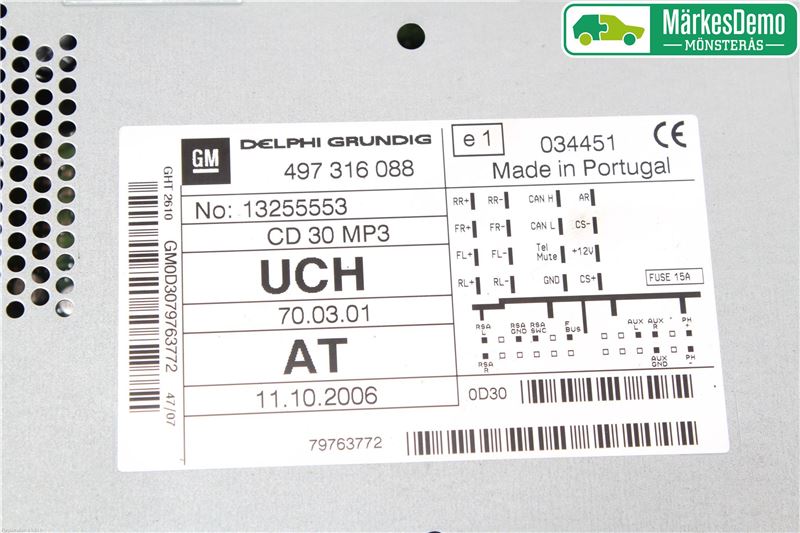 MärkesDemo
MÖNSTERÅS
GM DELPHI GRUNDIG
497 316 088
e 1 034451 CE
Made in Portugal
No: 13255553
CD 30 MP3
UCH
70.03.01
AT
11.10.2006
RR+ RR- CAN H AR
FR+ FR- CAN L CS-
FL+ FL- Tel Mute +12V
RL+ RL- GND CS+
FUSE 15A
RSA L RSA GND RSA SWC F BUS AUX L AUX R PH +
RSA R AUX GND PH -
0D30
79763772
GHT 2610
GM0D3079763772
47/07